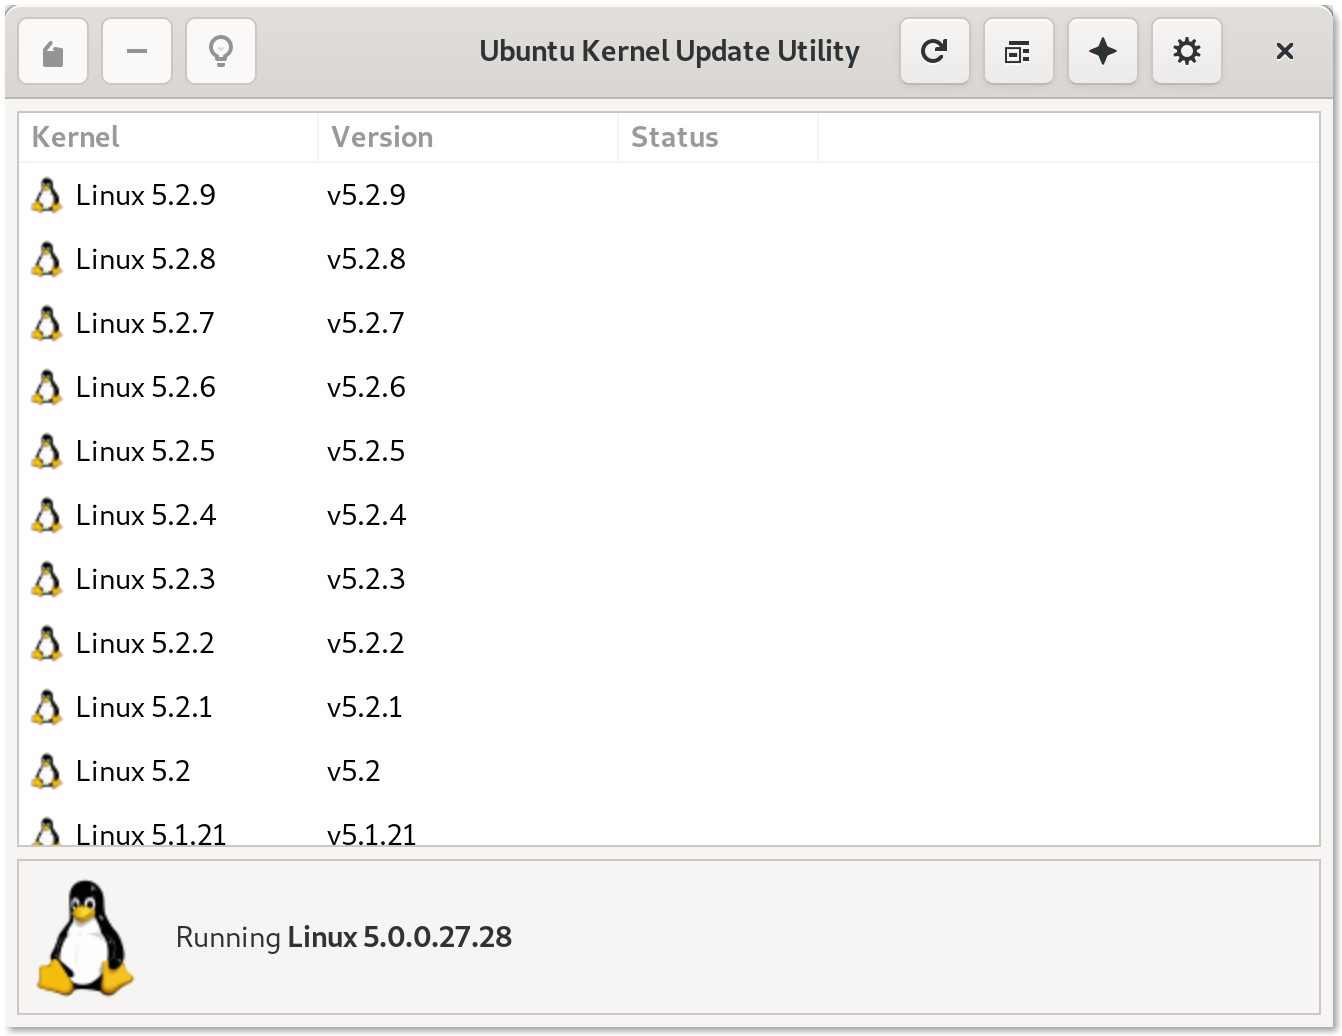 Ubuntu Kernel Update Utility
Kernel Version Status
Linux 5.2.9 v5.2.9
Linux 5.2.8 v5.2.8
Linux 5.2.7 v5.2.7
Linux 5.2.6 v5.2.6
Linux 5.2.5 v5.2.5
Linux 5.2.4 v5.2.4
Linux 5.2.3 v5.2.3
Linux 5.2.2 v5.2.2
Linux 5.2.1 v5.2.1
Linux 5.2 v5.2
Linux 5.1.21 v5.1.21
Running Linux 5.0.0.27.28